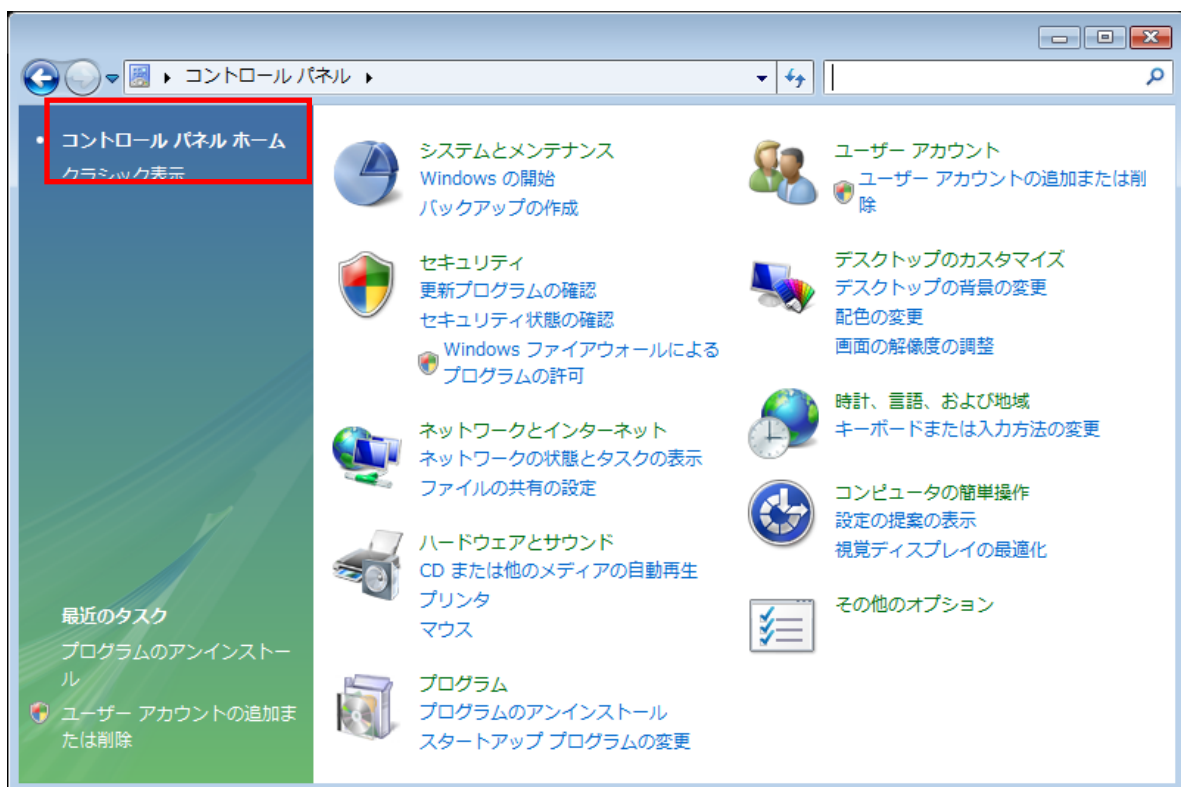 コントロール パネル
コントロール パネル ホーム
クラシック表示
最近のタスク
プログラムのアンインストー
ル
ユーザー アカウントの追加ま
たは削除
システムとメンテナンス
Windows の開始
バックアップの作成
セキュリティ
更新プログラムの確認
セキュリティ状態の確認
Windows ファイアウォールによる
プログラムの許可
ネットワークとインターネット
ネットワークの状態とタスクの表示
ファイルの共有の設定
ハードウェアとサウンド
CD または他のメディアの自動再生
プリンタ
マウス
プログラム
プログラムのアンインストール
スタートアップ プログラムの変更
ユーザー アカウント
ユーザー アカウントの追加または削
除
デスクトップのカスタマイズ
デスクトップの背景の変更
配色の変更
画面の解像度の調整
時計、言語、および地域
キーボードまたは入力方法の変更
コンピュータの簡単操作
設定の提案の表示
視覚ディスプレイの最適化
その他のオプション